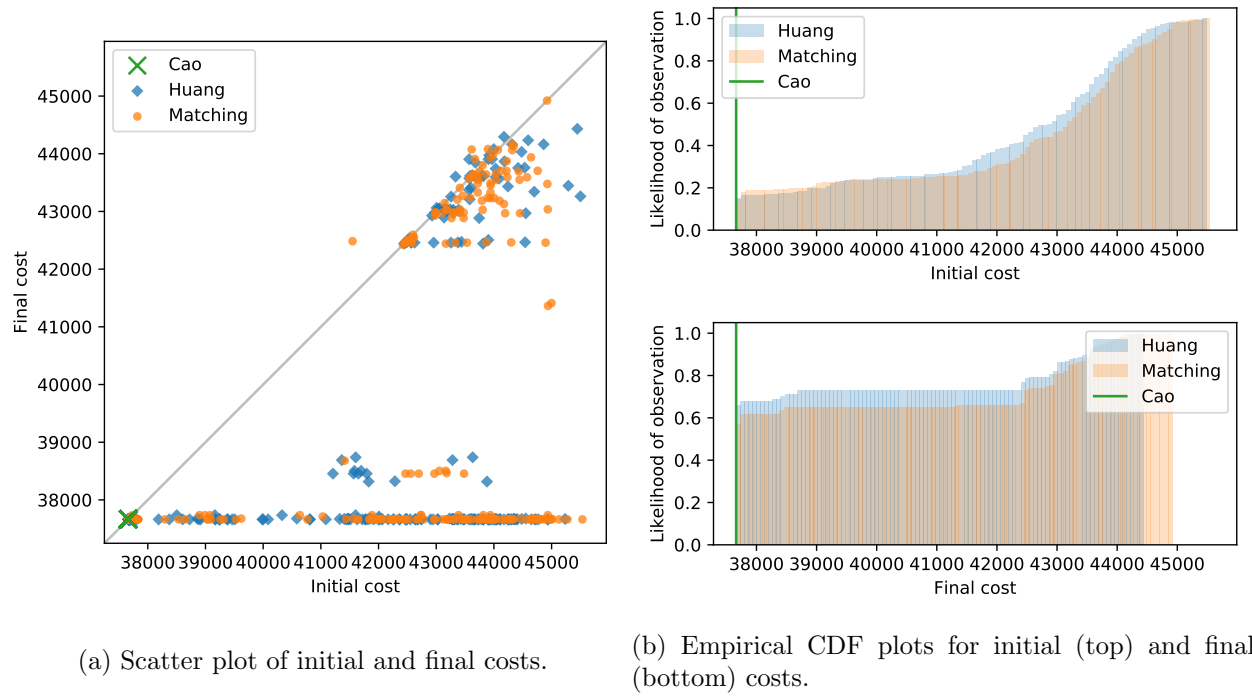 Cao
Huang
Matching
45000
44000
43000
42000
41000
40000
39000
38000
Final cost
38000 39000 40000 41000 42000 43000 44000 45000
Initial cost
(a) Scatter plot of initial and final costs.
1.0
0.8
0.6
0.4
0.2
0.0
Likelihood of observation
Huang
Matching
Cao
38000 39000 40000 41000 42000 43000 44000 45000
Initial cost
1.0
0.8
0.6
0.4
0.2
0.0
Likelihood of observation
Huang
Matching
Cao
38000 39000 40000 41000 42000 43000 44000 45000
Final cost
(b) Empirical CDF plots for initial (top) and final
(bottom) costs.